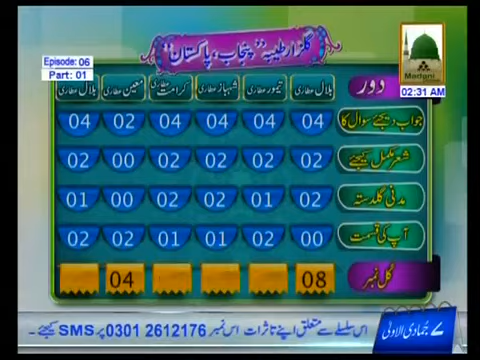 گلزار طیبہ "پنجاب، پاکستان"
Episode: 06
Part: 01
Madani
02:31 AM
دور بلال عطاری تیمور عطاری شہباز عطاری کرامت عطاری معین عطاری بلال عطاری
جواب دیجئے سوال کا 04 04 04 04 02 04
شعر مکمل کیجئے 02 02 02 02 00 02
مدنی گلدستہ 02 01 02 02 00 01
آپ کی قسمت 00 02 01 01 02 02
کل نمبر 08 04
۷ جمادی الاولیٰ
اس سلسلے سے متعلق اپنے تاثرات اس نمبر 0301 2612176 پر SMS کیجئے-